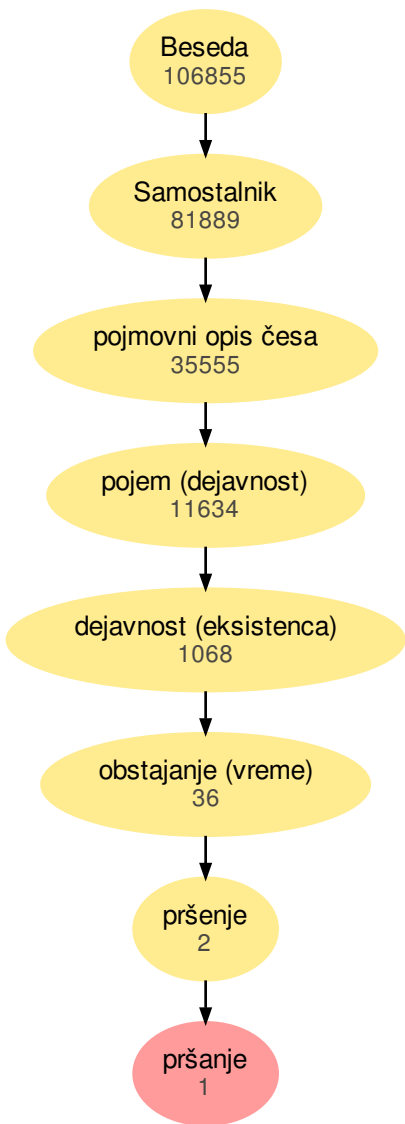 Beseda
106855
Samostalnik
81889
pojmovni opis česa
35555
pojem (dejavnost)
11634
dejavnost (eksistenca)
1068
obstajanje (vreme)
36
pršenje
2
pršanje
1